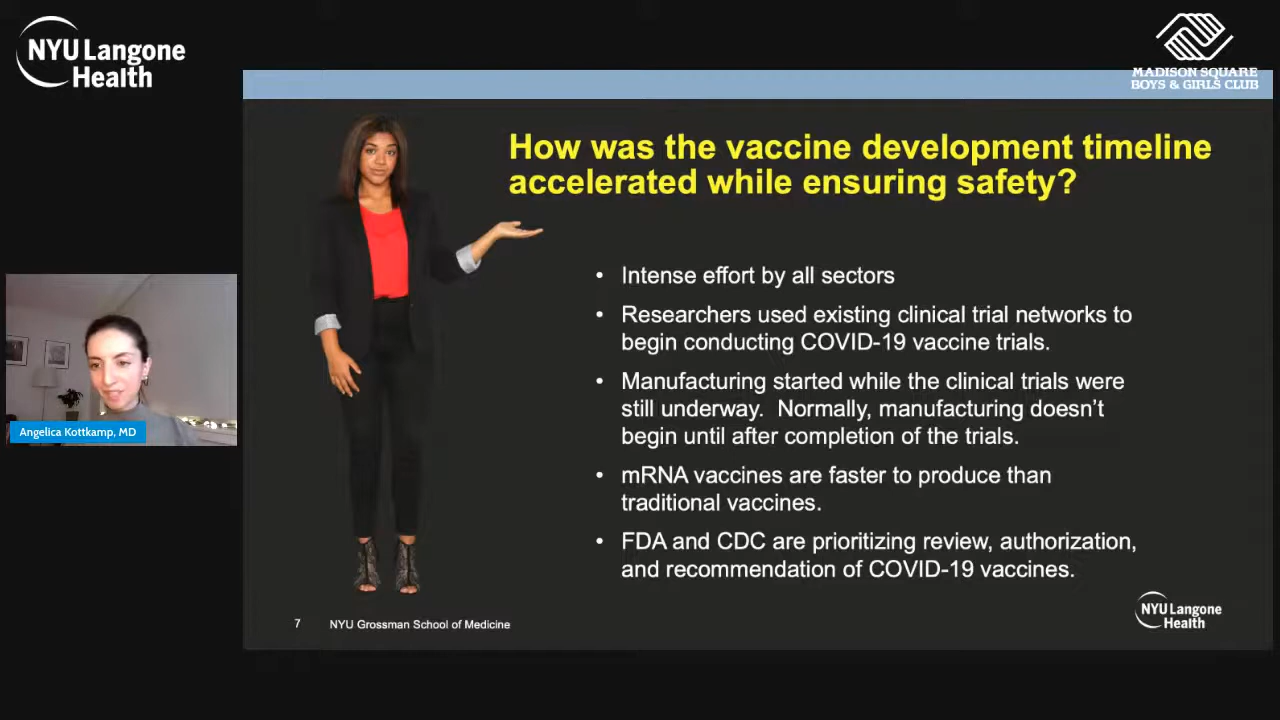 NYU Langone
Health
MADISON SQUARE
BOYS & GIRLS CLUB
How was the vaccine development timeline
accelerated while ensuring safety?
• Intense effort by all sectors
• Researchers used existing clinical trial networks to
begin conducting COVID-19 vaccine trials.
• Manufacturing started while the clinical trials were
still underway.  Normally, manufacturing doesn’t
begin until after completion of the trials.
• mRNA vaccines are faster to produce than
traditional vaccines.
• FDA and CDC are prioritizing review, authorization,
and recommendation of COVID-19 vaccines.
Angelica Kottkamp, MD
7 NYU Grossman School of Medicine
NYU Langone
Health